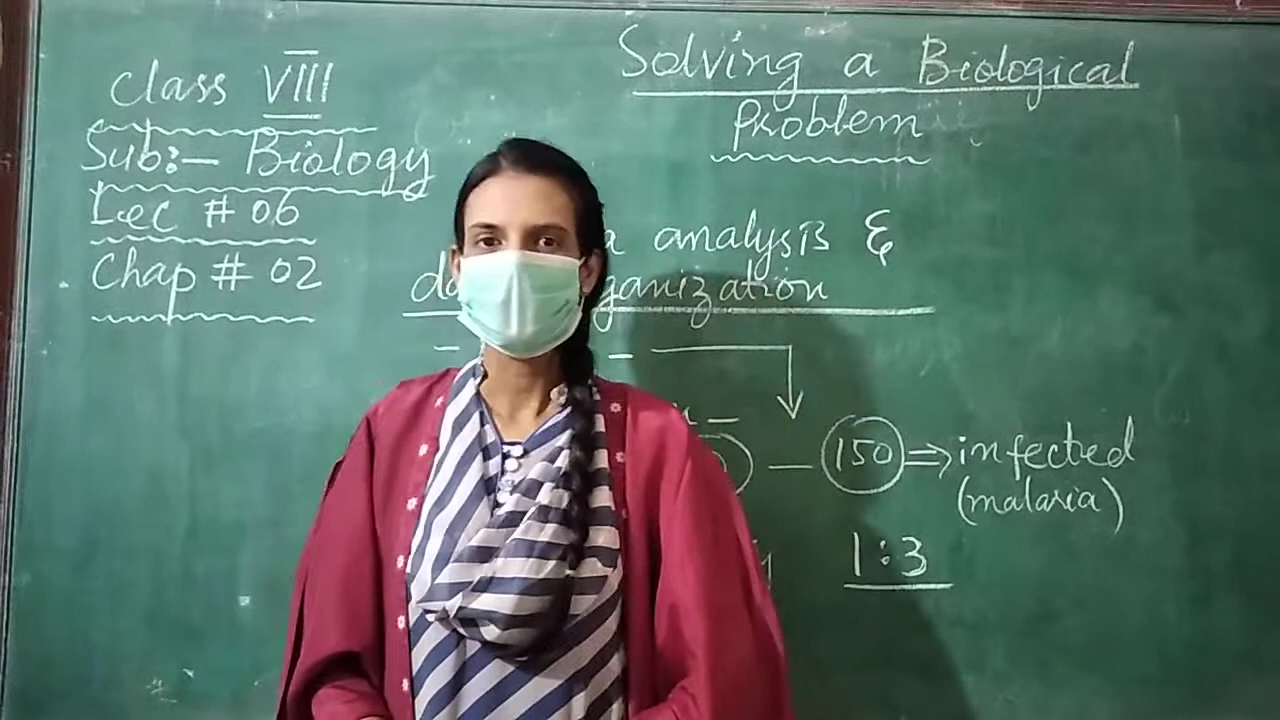 Class VIII
Sub:- Biology
Lec # 06
Chap # 02
Solving a Biological
Problem
analysis &
— 150 ⇒ infected
(malaria)
1:3